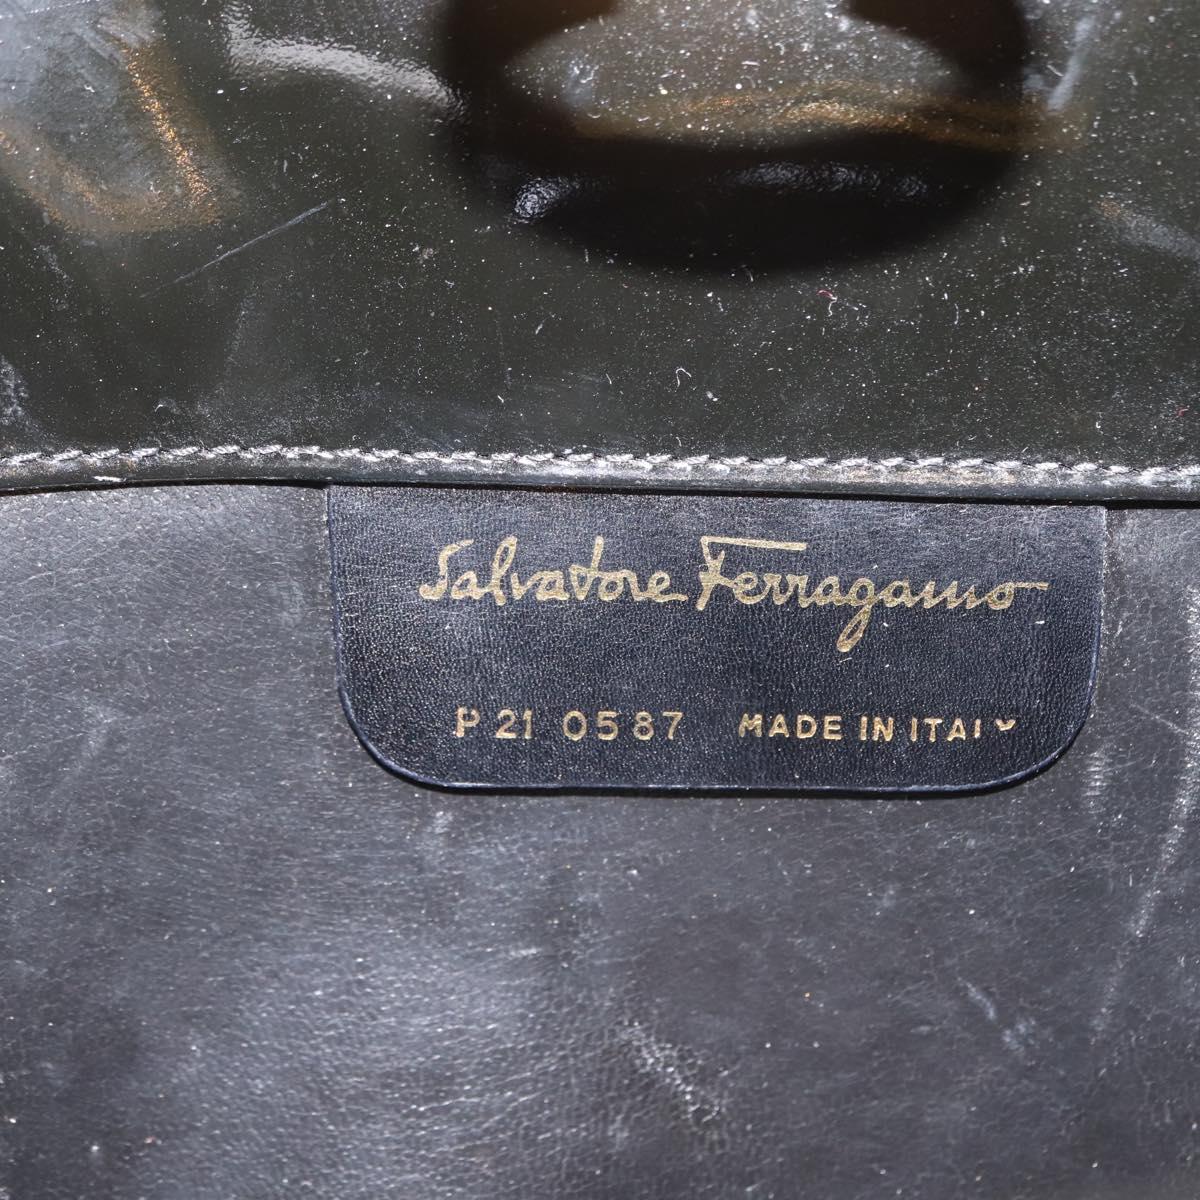 Salvatore Ferragamo
P 21 0587 MADE IN ITALY